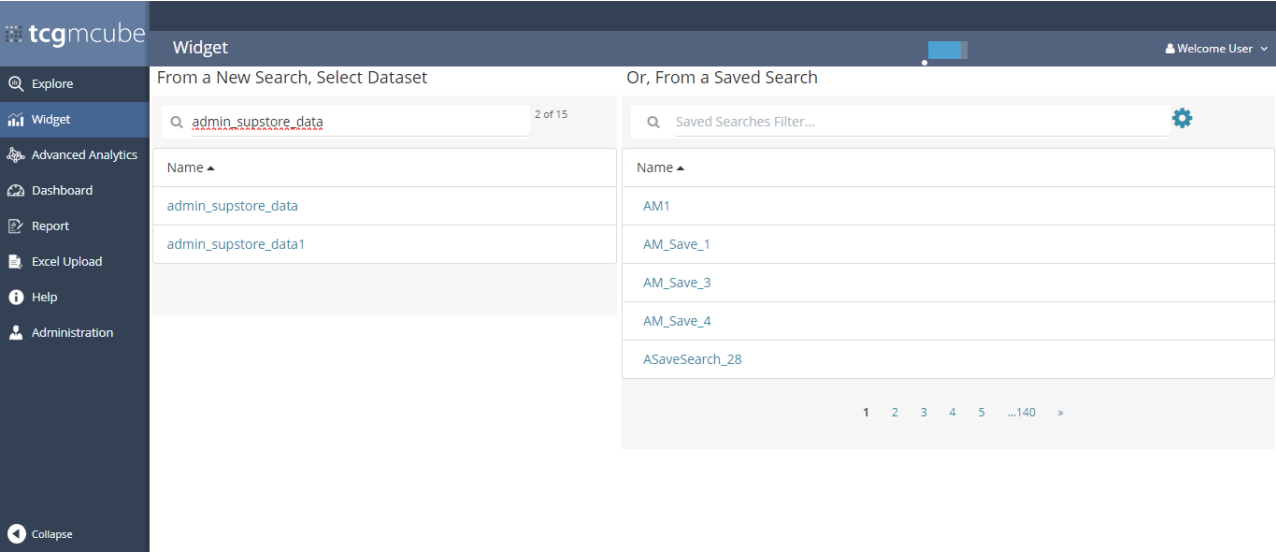 tcgmcube
Widget
Welcome User
Explore
Widget
Advanced Analytics
Dashboard
Report
Excel Upload
Help
Administration
Collapse
From a New Search, Select Dataset
admin_supstore_data
2 of 15
Name
admin_supstore_data
admin_supstore_data1
Or, From a Saved Search
Saved Searches Filter...
Name
AM1
AM_Save_1
AM_Save_3
AM_Save_4
ASaveSearch_28
1 2 3 4 5 ...140 »